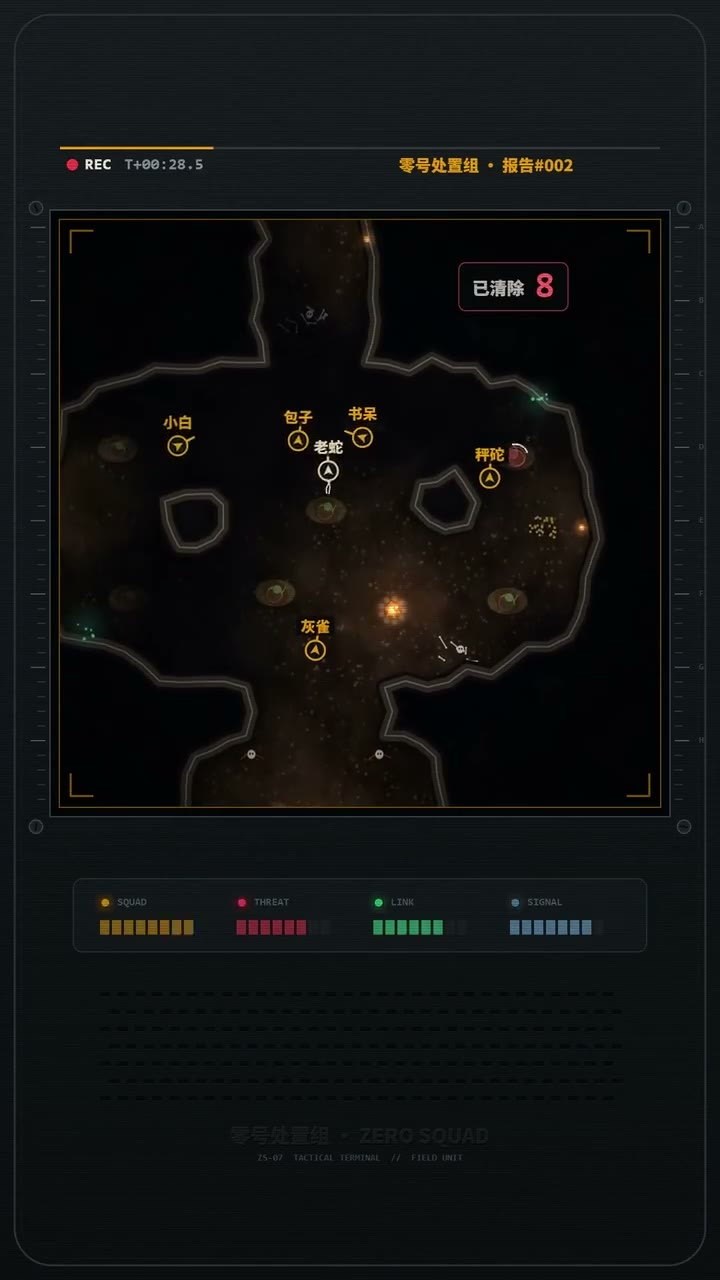 REC T+00:28.5
零号处置组 · 报告#002
已清除 8
小白
包子
书呆
老蛇
秤砣
灰雀
SQUAD
THREAT
LINK
SIGNAL
零号处置组 · ZERO SQUAD
ZS-07 TACTICAL TERMINAL // FIELD UNIT